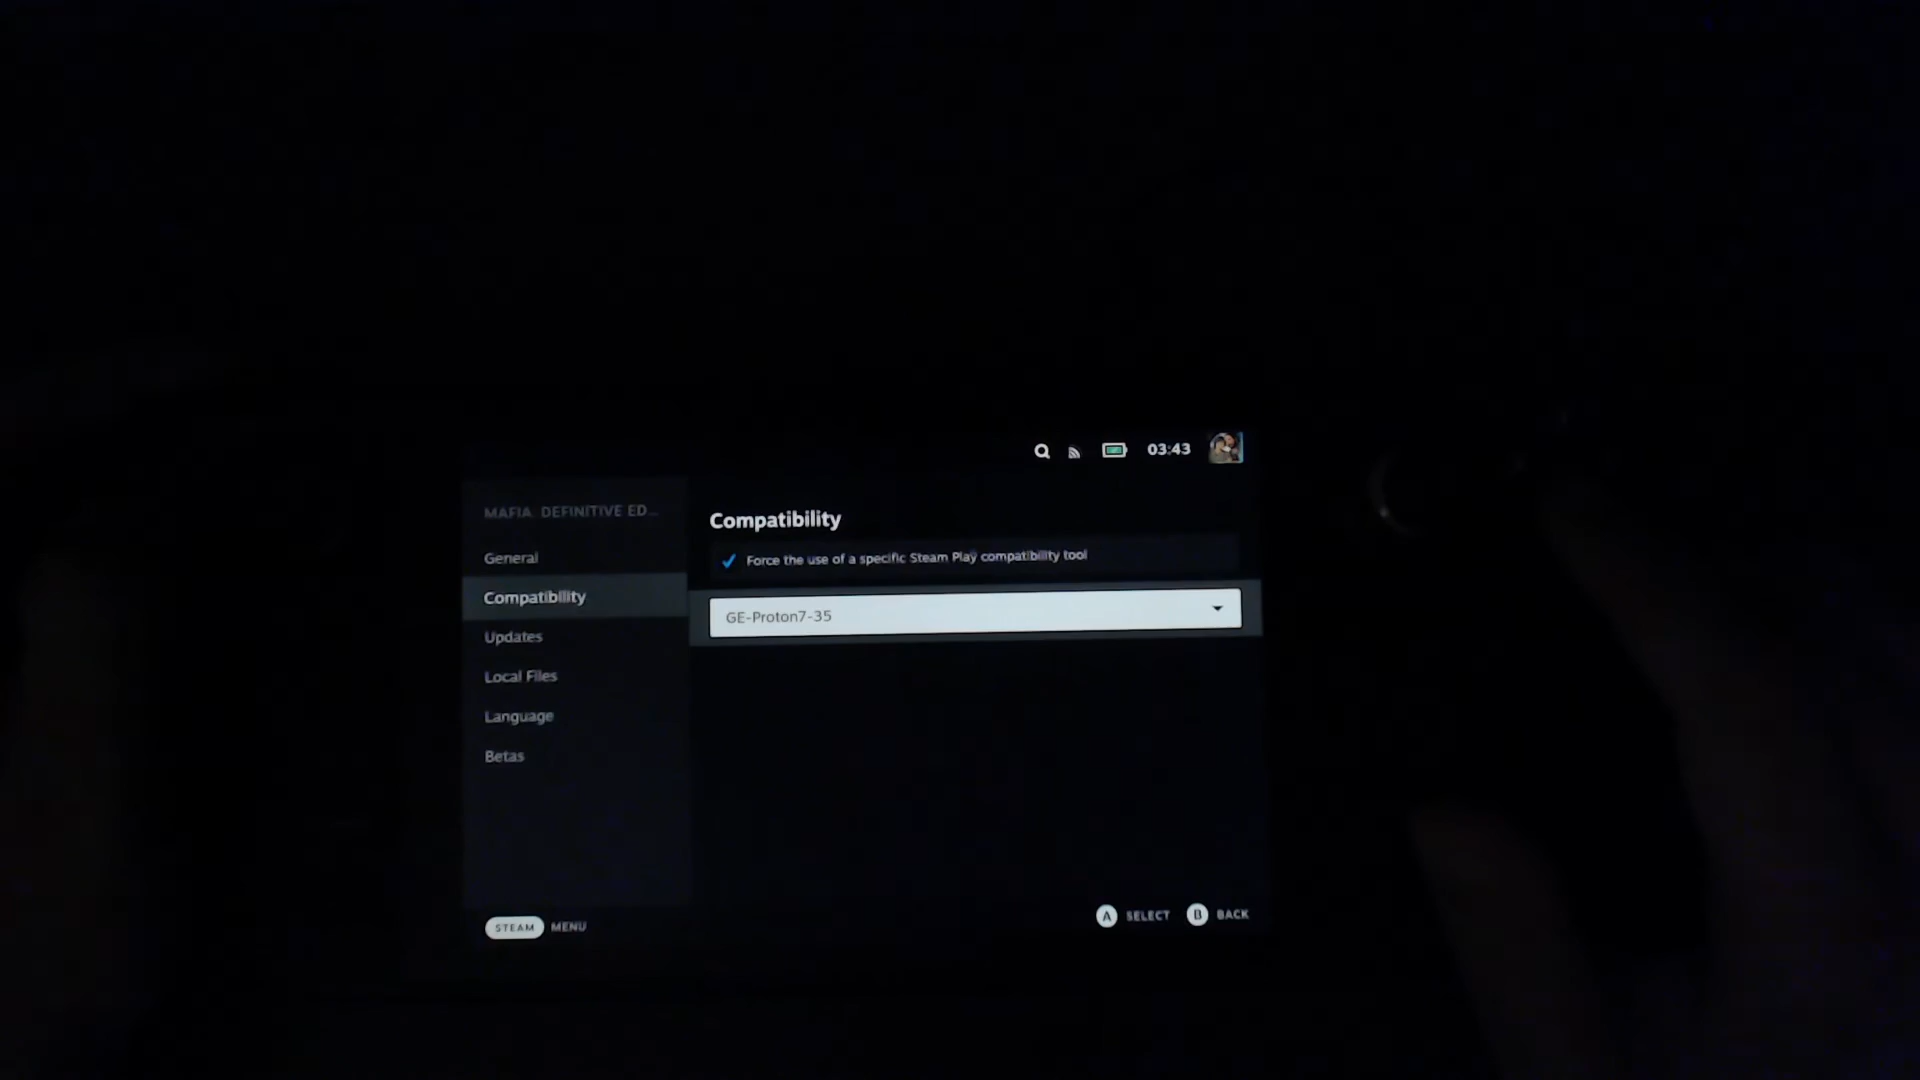 03:43
MAFIA: DEFINITIVE ED...
General
Compatibility
Updates
Local Files
Language
Betas
Compatibility
Force the use of a specific Steam Play compatibility tool
GE-Proton7-35
STEAM MENU
A SELECT B BACK